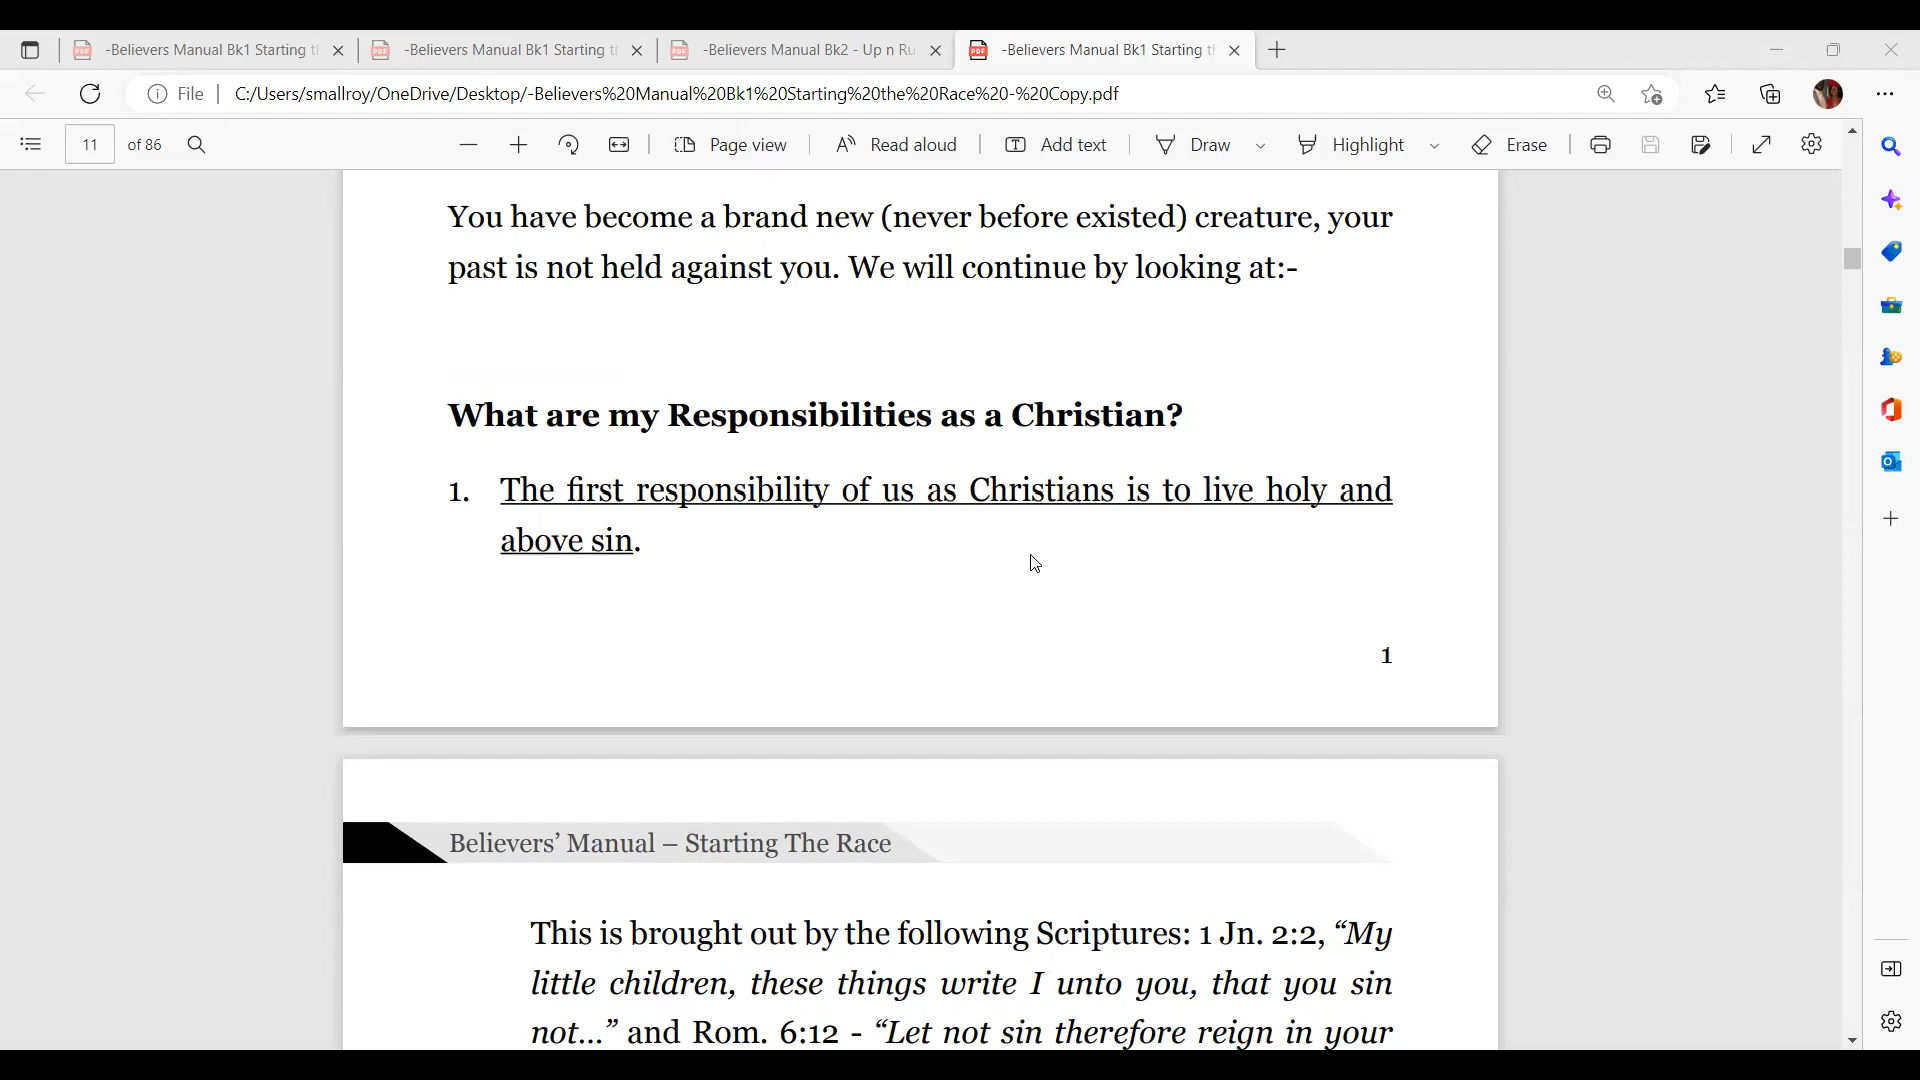 -Believers Manual Bk1 Starting th
-Believers Manual Bk1 Starting th
-Believers Manual Bk2 - Up n Ru
-Believers Manual Bk1 Starting th
File
C:/Users/smallroy/OneDrive/Desktop/-Believers%20Manual%20Bk1%20Starting%20the%20Race%20-%20Copy.pdf
11 of 86
Page view
Read aloud
Add text
Draw
Highlight
Erase
You have become a brand new (never before existed) creature, your
past is not held against you. We will continue by looking at:-
What are my Responsibilities as a Christian?
1. The first responsibility of us as Christians is to live holy and
above sin.
1
Believers’ Manual – Starting The Race
This is brought out by the following Scriptures: 1 Jn. 2:2, “My
little children, these things write I unto you, that you sin
not...” and Rom. 6:12 - “Let not sin therefore reign in your